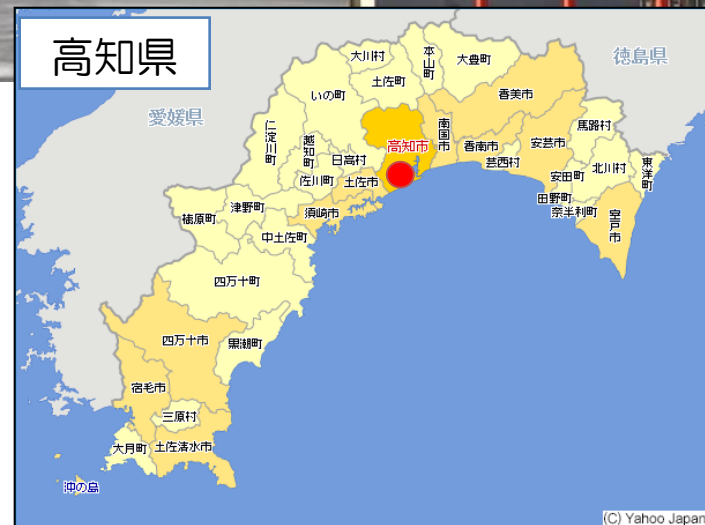 高知県
徳島県
愛媛県
大川村
本山町
大豊町
土佐町
いの町
香美市
仁淀川町
越知町
日高村
高知市
南国市
香南市
安芸市
馬路村
芸西村
北川村
東洋町
安田町
田野町
奈半利町
室戸市
佐川町
土佐市
須崎市
津野町
梼原町
中土佐町
四万十町
四万十市
黒潮町
宿毛市
三原村
大月町
土佐清水市
沖の島
(C) Yahoo Japan